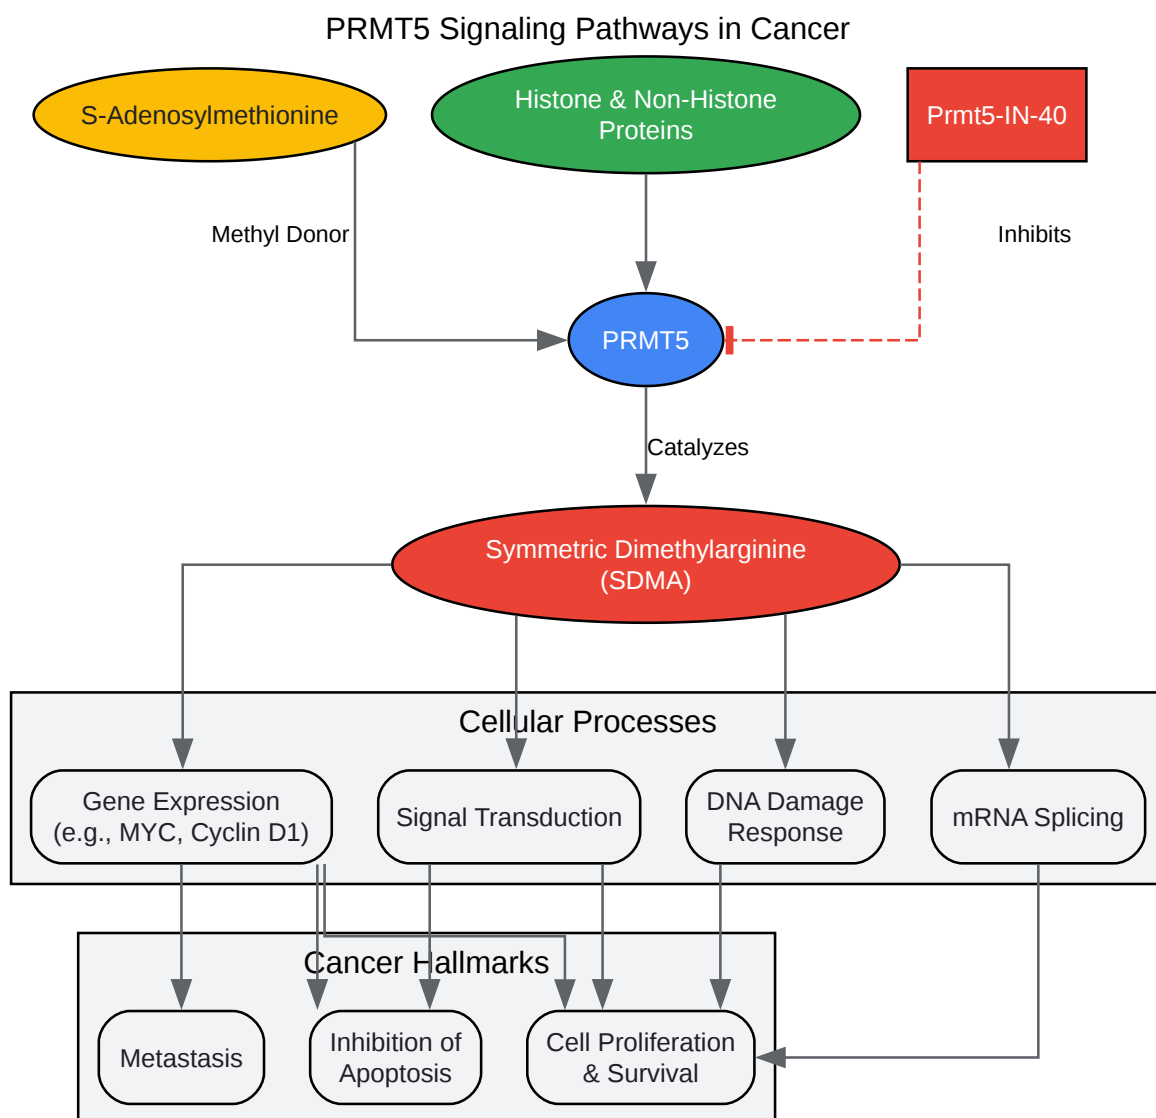 PRMT5 Signaling Pathways in Cancer
S-Adenosylmethionine
Histone & Non-Histone
Proteins
Prmt5-IN-40
Methyl Donor
Inhibits
PRMT5
Catalyzes
Symmetric Dimethylarginine
(SDMA)
Cellular Processes
Gene Expression
(e.g., MYC, Cyclin D1)
Signal Transduction
DNA Damage
Response
mRNA Splicing
Cancer Hallmarks
Metastasis
Inhibition of
Apoptosis
Cell Proliferation
& Survival